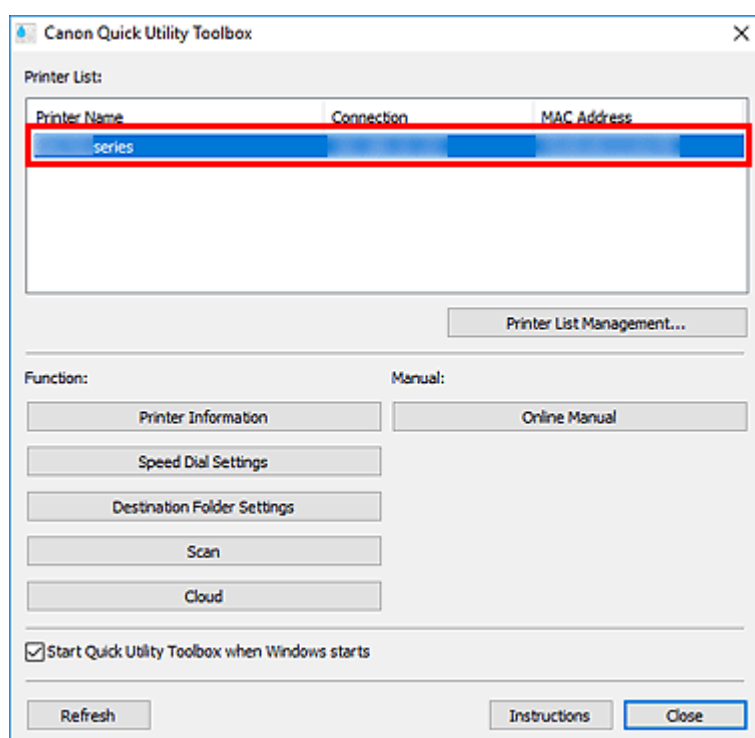 Canon Quick Utility Toolbox
Printer List:
Printer Name Connection MAC Address
series
Printer List Management...
Function: Manual:
Printer Information Online Manual
Speed Dial Settings
Destination Folder Settings
Scan
Cloud
Start Quick Utility Toolbox when Windows starts
Refresh Instructions Close